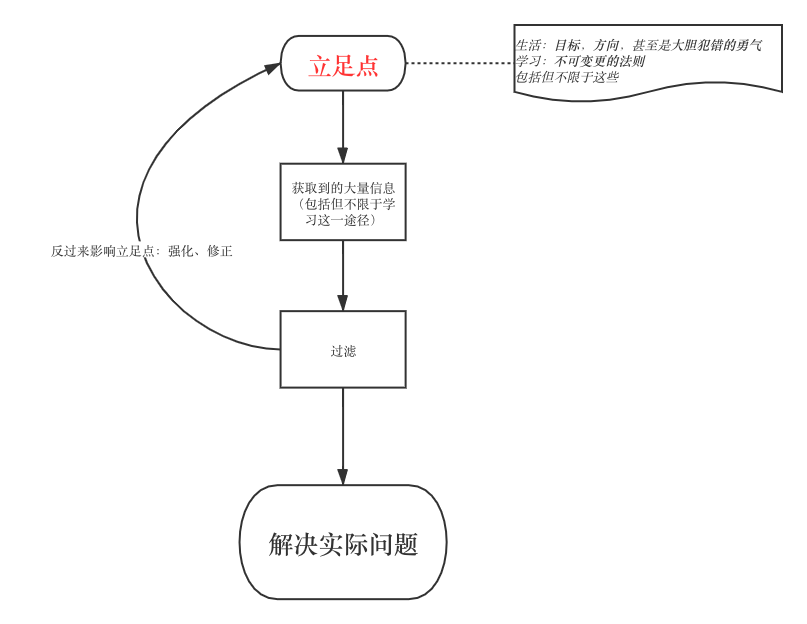 立足点
生活：目标、方向、甚至是大胆犯错的勇气
学习：不可变更的法则
包括但不限于这些
获取到的大量信息
（包括但不限于学
习这一途径）
反过来影响立足点：强化、修正
过滤
解决实际问题